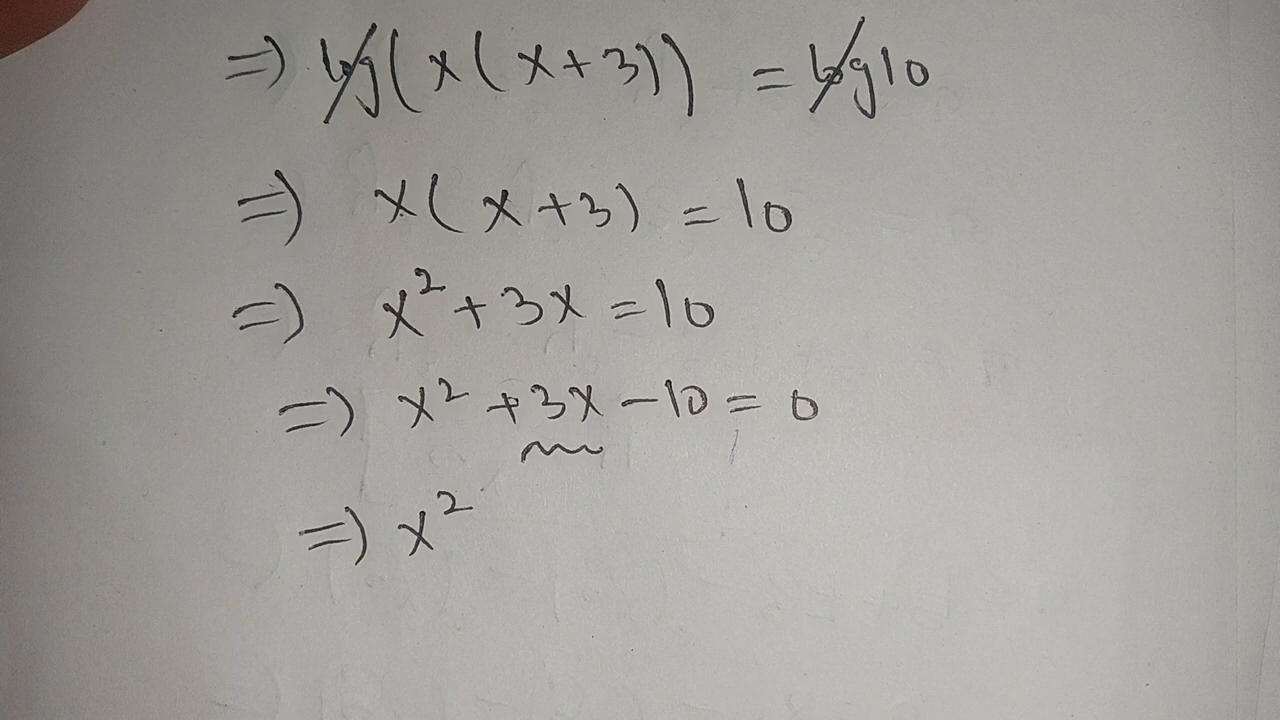 => log(x(x+3)) = log10
=> x(x+3) = 10
=> x² + 3x = 10
=> x² + 3x - 10 = 0
=> x²